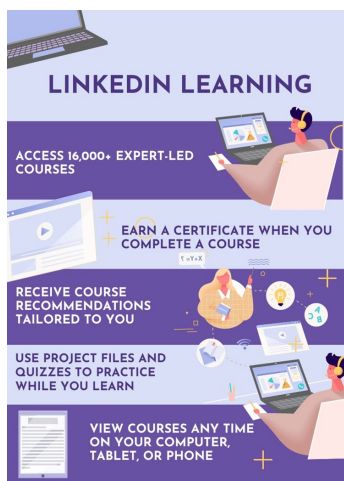 LINKEDIN LEARNING
ACCESS 16,000+ EXPERT-LED
COURSES
EARN A CERTIFICATE WHEN YOU
COMPLETE A COURSE
RECEIVE COURSE
RECOMMENDATIONS
TAILORED TO YOU
USE PROJECT FILES AND
QUIZZES TO PRACTICE
WHILE YOU LEARN
VIEW COURSES ANY TIME
ON YOUR COMPUTER,
TABLET, OR PHONE